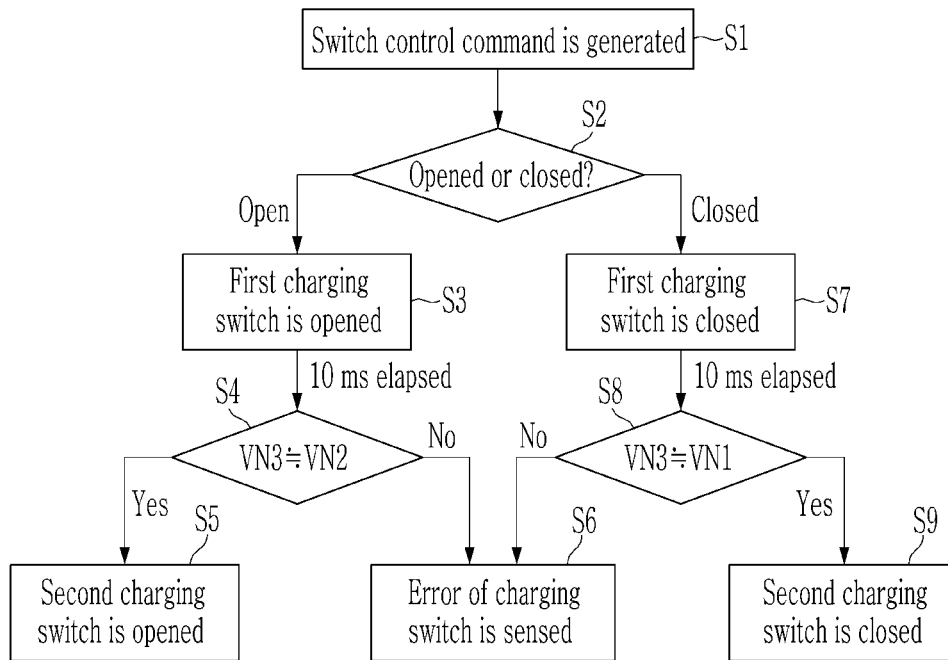 Switch control command is generated
S1
S2
Opened or closed?
Open
Closed
First charging
switch is opened
S3
First charging
switch is closed
S7
10 ms elapsed
10 ms elapsed
S4
VN3≒VN2
No
S8
No
VN3≒VN1
Yes
Yes
S5
Second charging
switch is opened
S6
Error of charging
switch is sensed
S9
Second charging
switch is closed